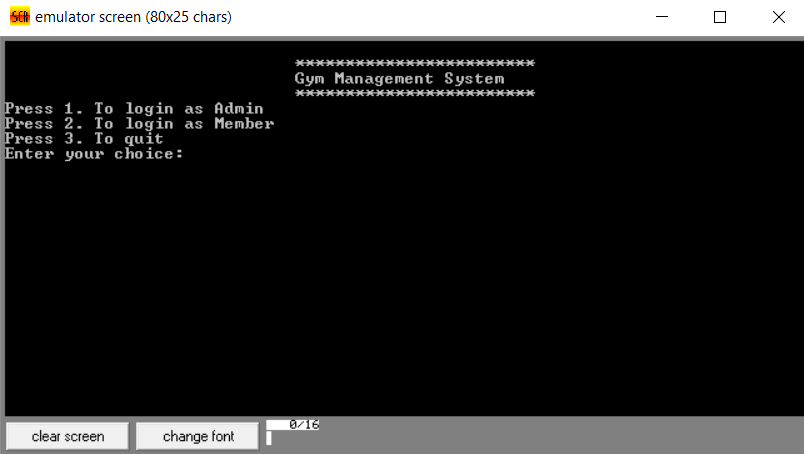 SCR emulator screen (80x25 chars)
************************
Gym Management System
************************
Press 1. To login as Admin
Press 2. To login as Member
Press 3. To quit
Enter your choice:
clear screen
change font
0/16